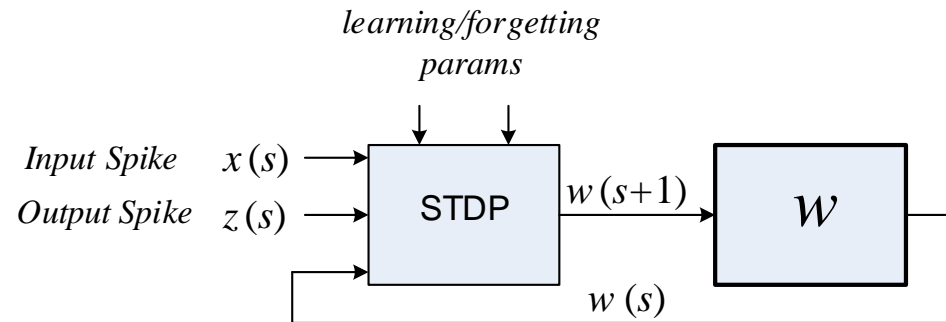 learning/forgetting
params
Input Spike x(s)
Output Spike z(s)
STDP
w(s+1)
w
w(s)